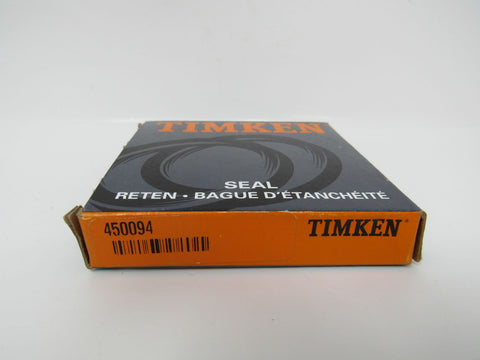 TIMKEN
SEAL
RETEN • BAGUE D'ÉTANCHÉITÉ
450094
TIMKEN